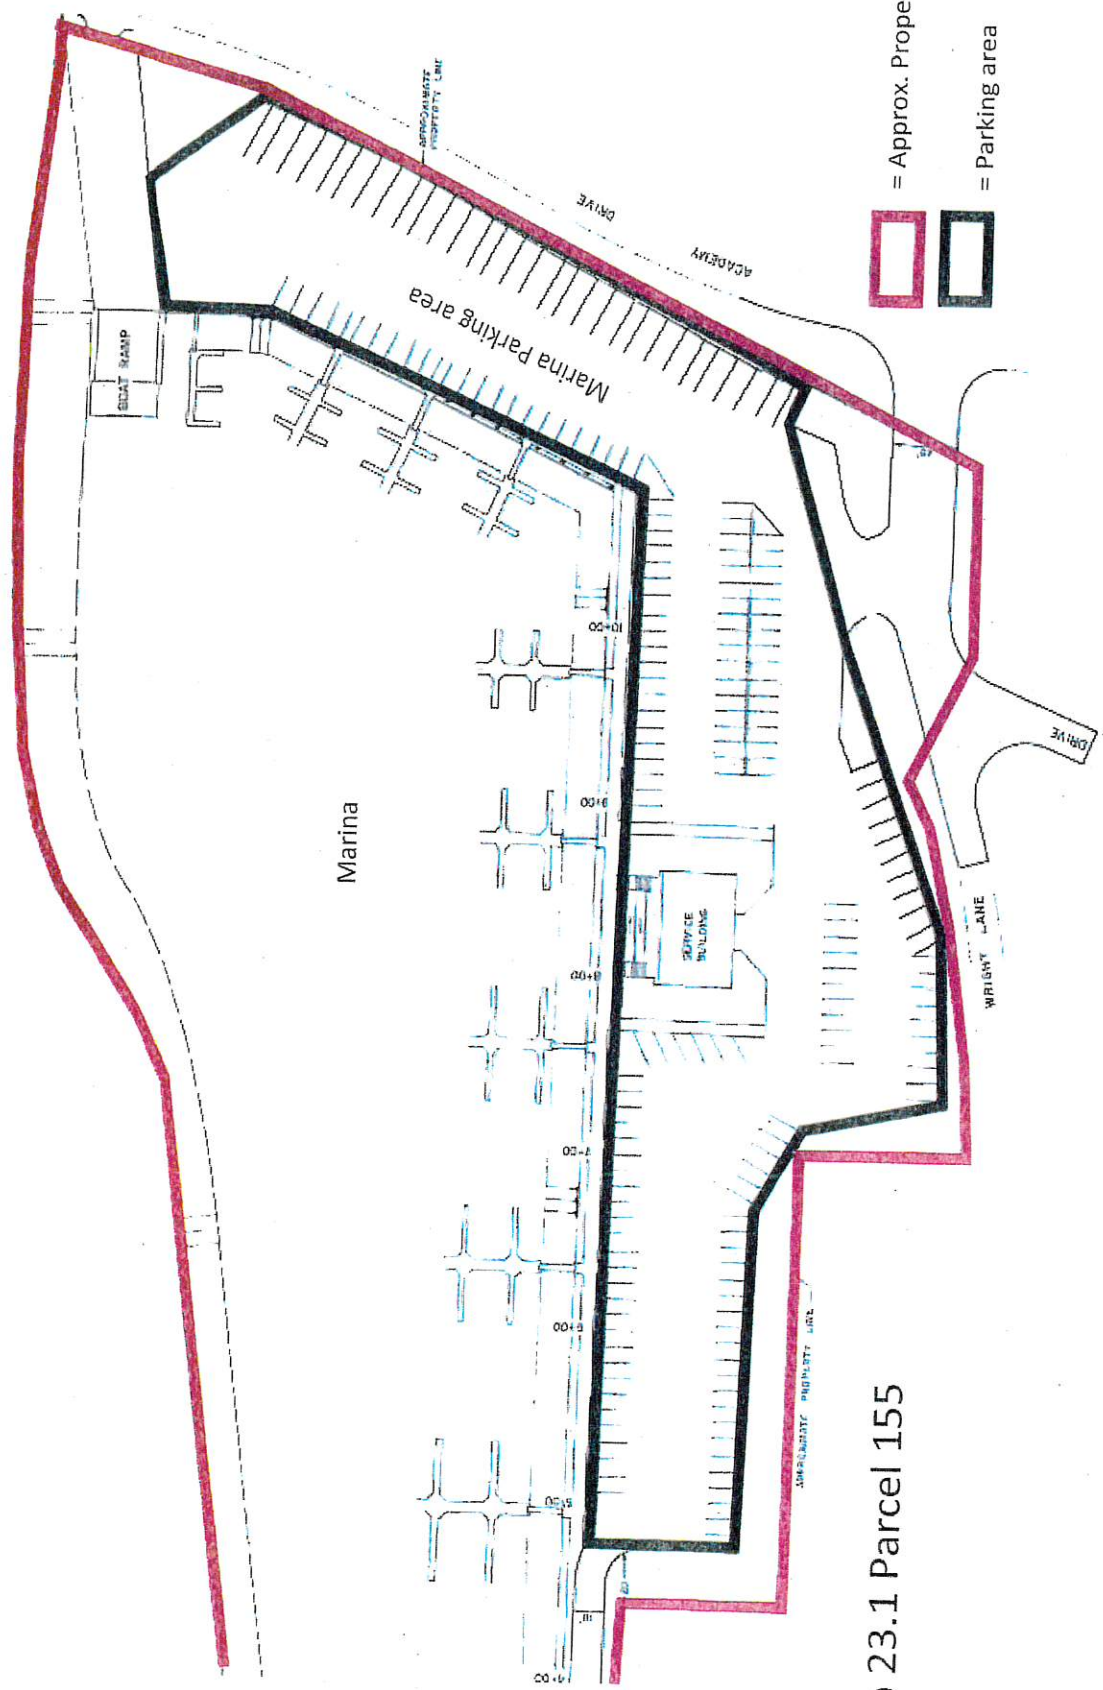 APPROXIMATE
PROPERTY LINE
DRIVE
ACADEMY
= Approx. Prope
= Parking area
BOAT RAMP
Marina Parking area
Marina
10+00
9+00
8+00
7+00
6+00
5+00
4+00
SERVICE
BUILDING
DRIVE
WRIGHT LANE
APPROXIMATE PROPERTY LINE
23.1 Parcel 155